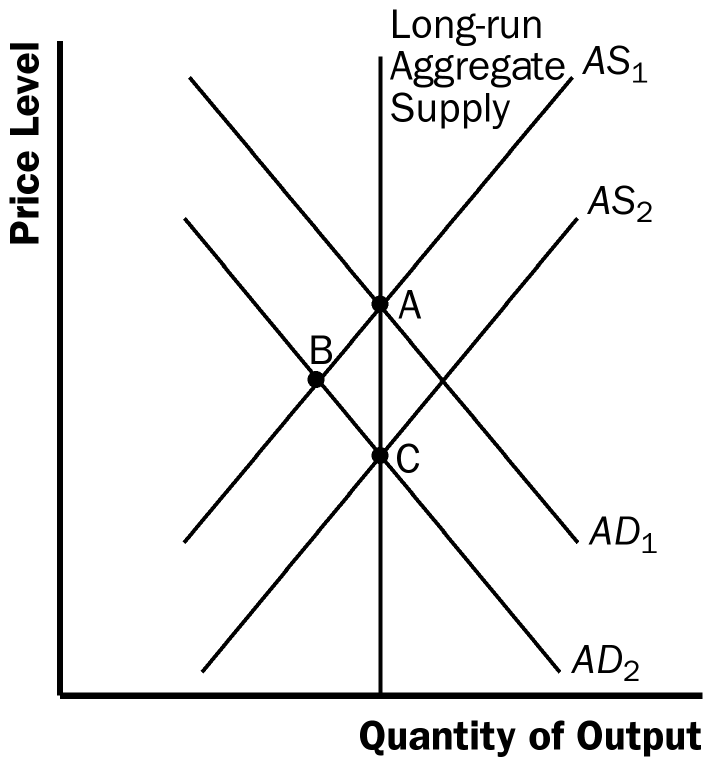 Price Level
Long-run
Aggregate
Supply
AS1
AS2
A
B
C
AD1
AD2
Quantity of Output